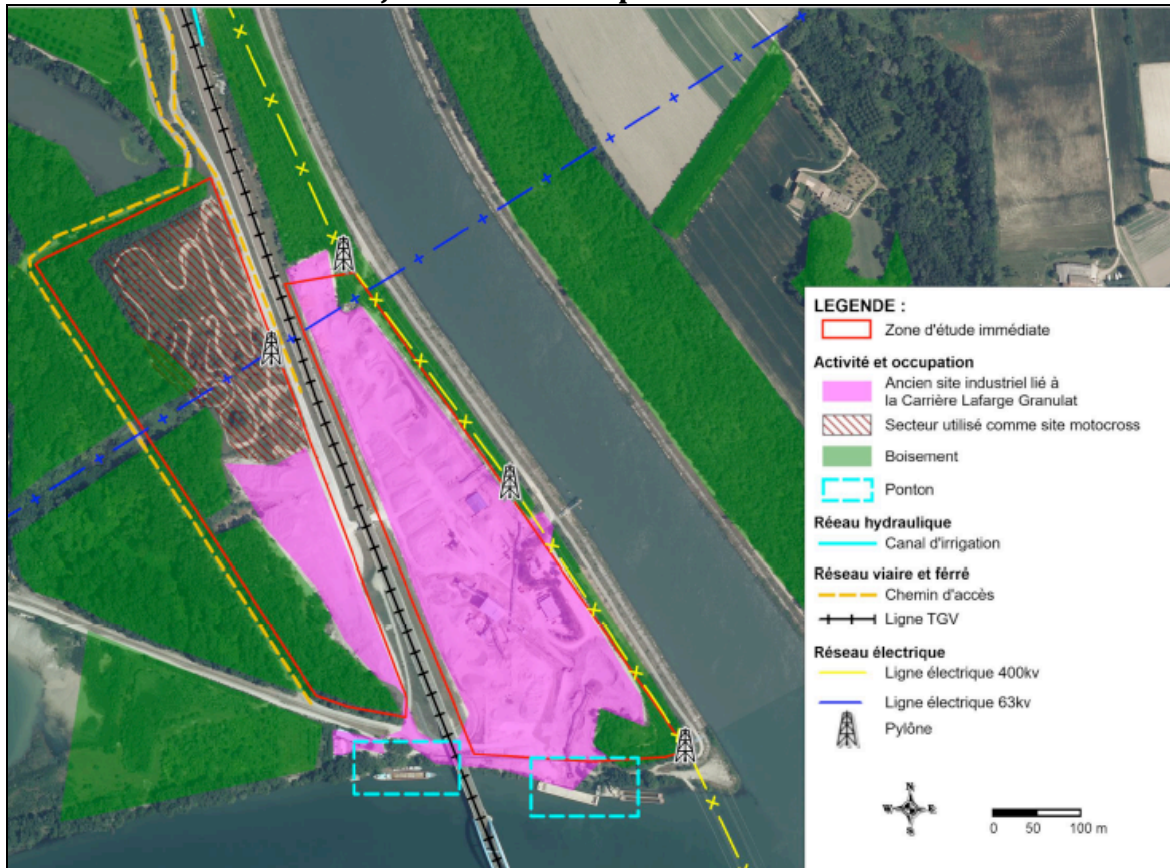 LEGENDE :
Zone d'étude immédiate
Activité et occupation
Ancien site industriel lié à
la Carrière Lafarge Granulat
Secteur utilisé comme site motocross
Boisement
Ponton
Réeau hydraulique
Canal d'irrigation
Réseau viaire et férré
Chemin d'accès
Ligne TGV
Réseau électrique
Ligne électrique 400kv
Ligne électrique 63kv
Pylône
N
W E
S
0 50 100 m